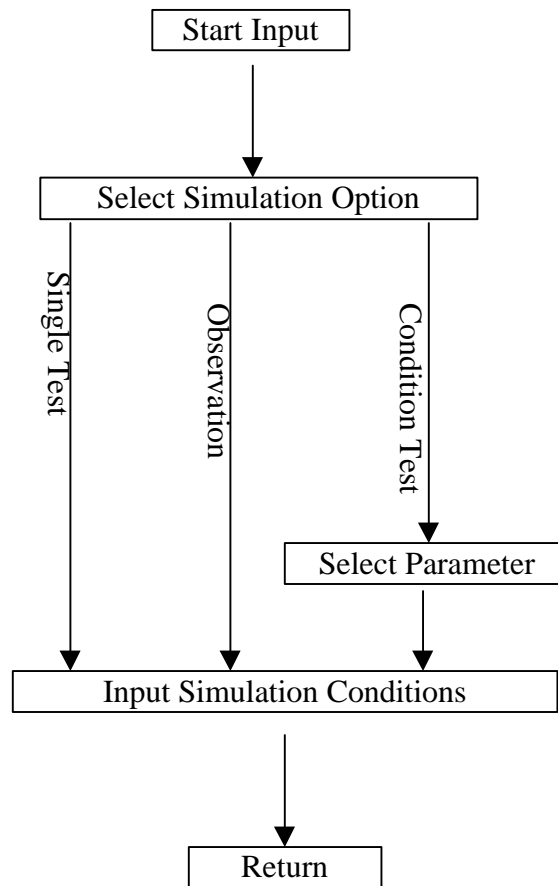 Start Input
Select Simulation Option
Single Test
Observation
Condition Test
Select Parameter
Input Simulation Conditions
Return